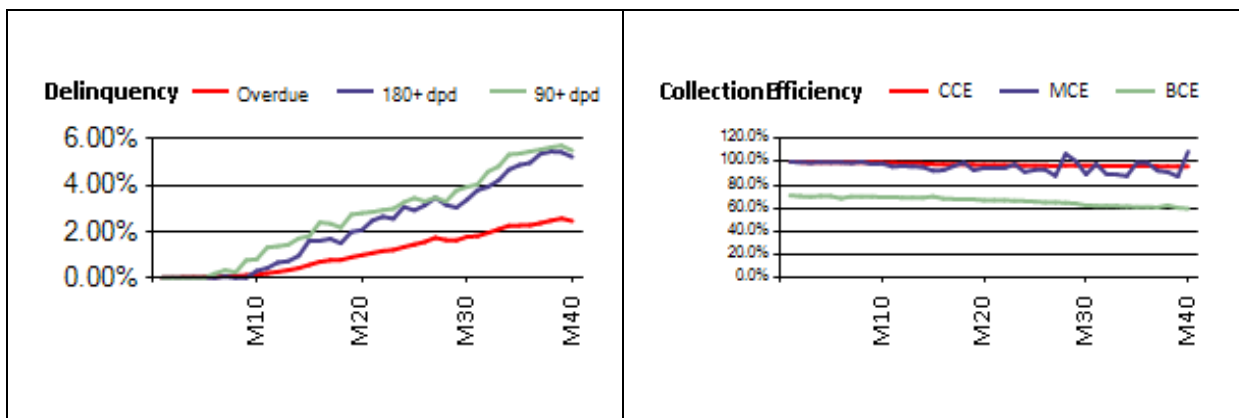 Delinquency Overdue 180+ dpd 90+ dpd
6.00%
4.00%
2.00%
0.00%
M10 M20 M30 M40
Collection Efficiency CCE MCE BCE
120.0%
100.0%
80.0%
60.0%
40.0%
20.0%
0.0%
M10 M20 M30 M40